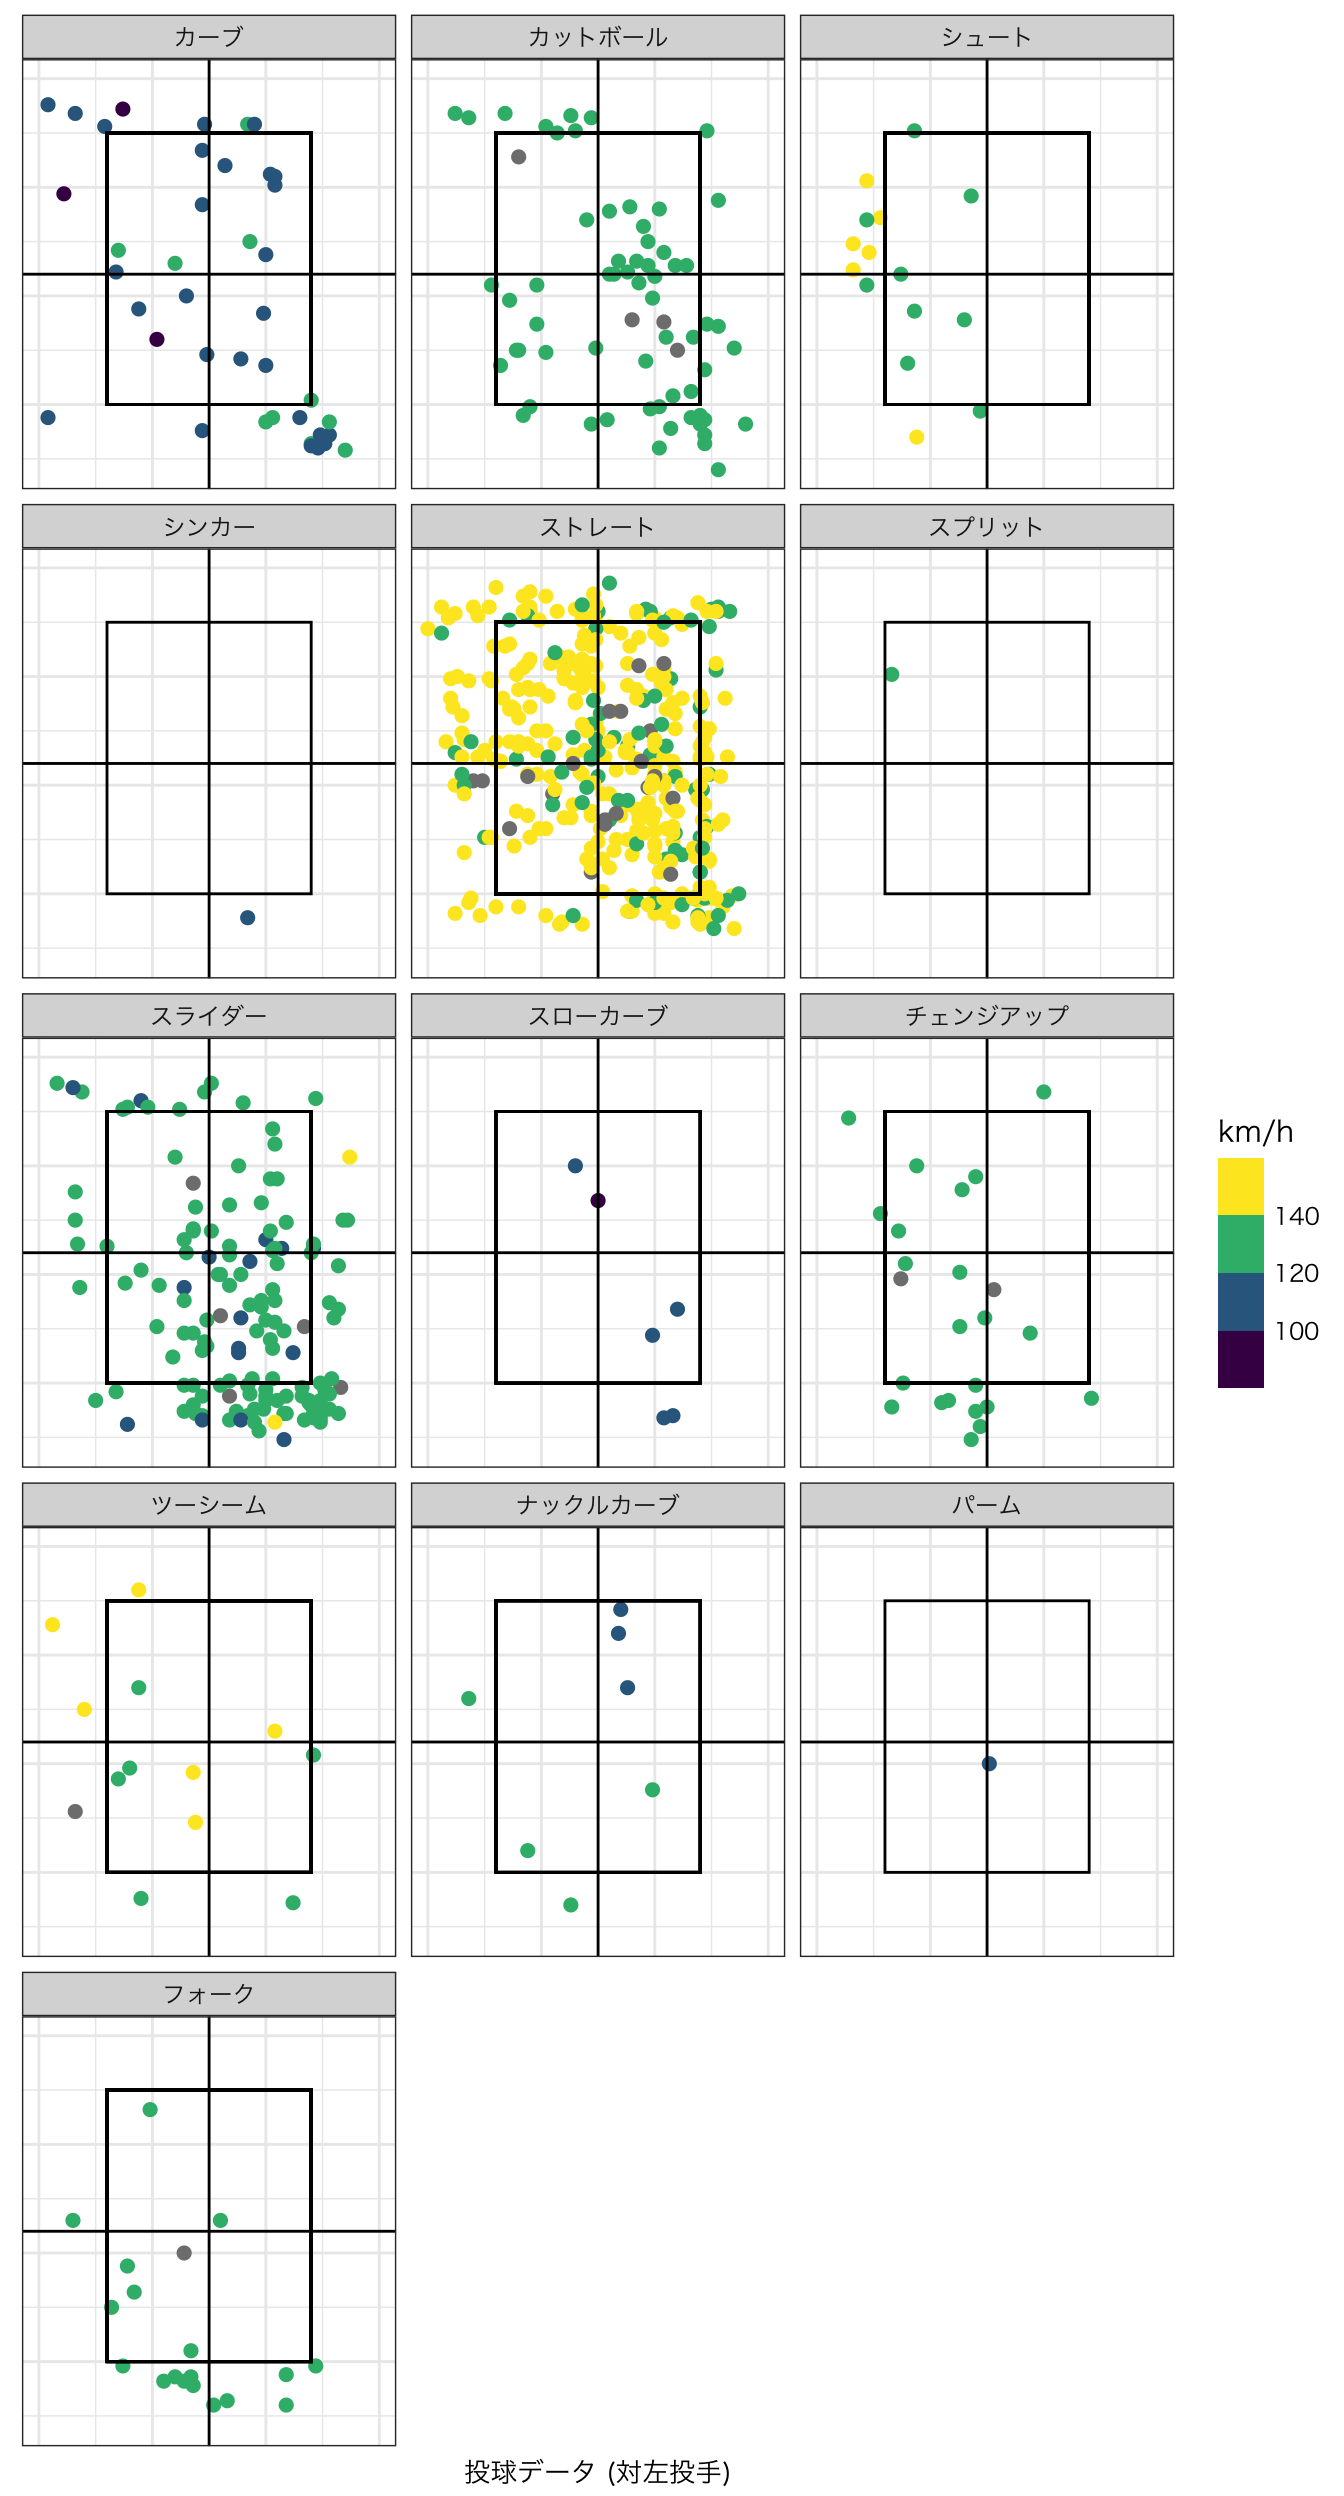 カーブ
カットボール
シュート
シンカー
ストレート
スプリット
スライダー
スローカーブ
チェンジアップ
km/h
140
120
100
ツーシーム
ナックルカーブ
パーム
フォーク
投球データ (対左投手)